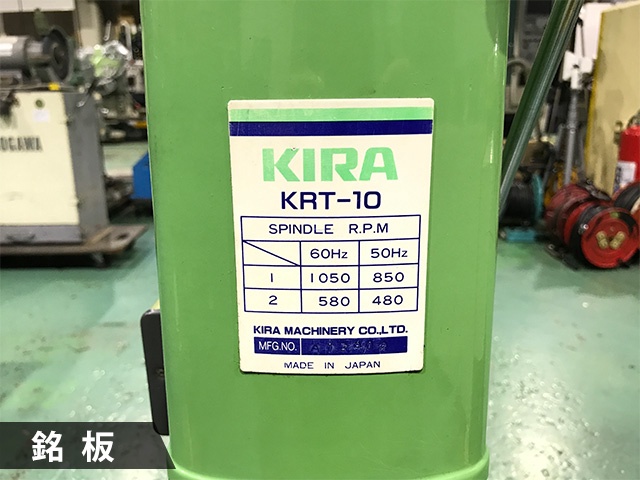 KIRA
KRT-10
SPINDLE R.P.M
60Hz 50Hz
1 1050 850
2 580 480
KIRA MACHINERY CO.,LTD.
MFG.NO.
MADE IN JAPAN
OGAWA
銘板